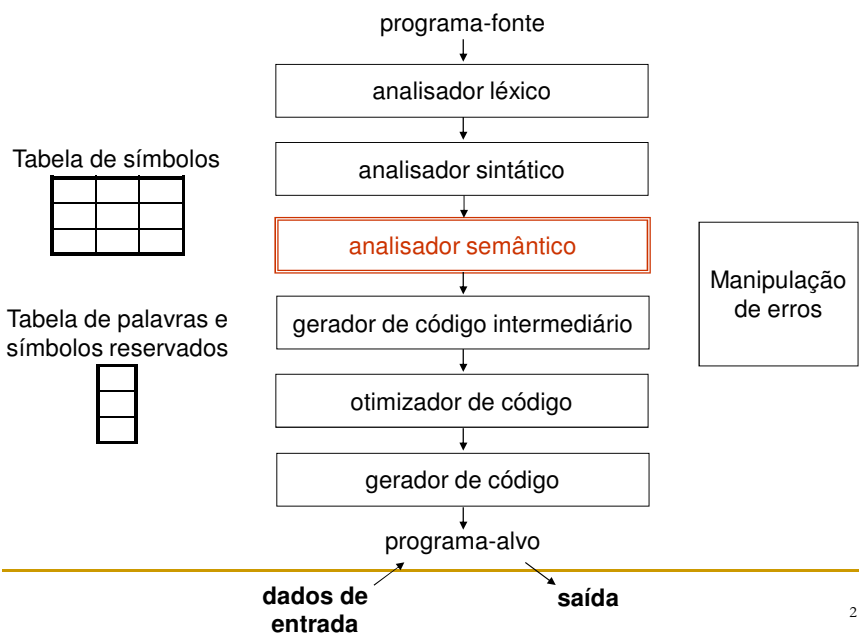 programa-fonte
analisador léxico
Tabela de símbolos
analisador sintático
analisador semântico
Manipulação
de erros
Tabela de palavras e
símbolos reservados
gerador de código intermediário
otimizador de código
gerador de código
programa-alvo
dados de
entrada
saída
2